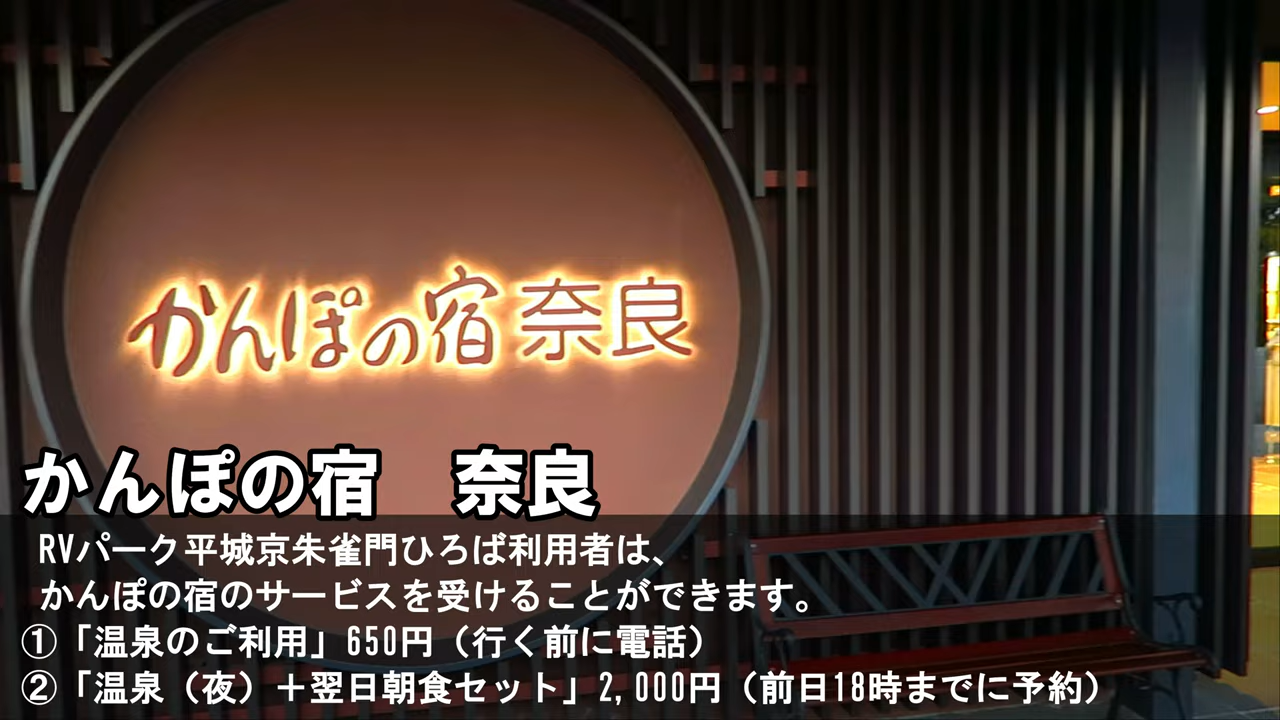 かんぽの宿 奈良
かんぽの宿　奈良
RVパーク平城京朱雀門ひろば利用者は、
かんぽの宿のサービスを受けることができます。
①「温泉のご利用」650円（行く前に電話）
②「温泉（夜）＋翌日朝食セット」2,000円（前日18時までに予約）